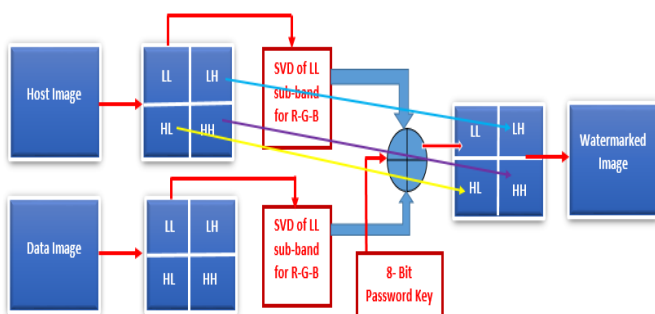 Host Image
LL LH
HL HH
SVD of LL
sub-band
for R-G-B
LL LH
HL HH
Watermarked
Image
Data Image
LL LH
HL HH
SVD of LL
sub-band
for R-G-B
8- Bit
Password Key